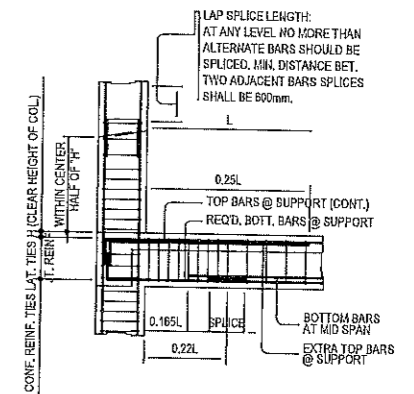 LAP SPLICE LENGTH:
AT ANY LEVEL NO MORE THAN
ALTERNATE BARS SHOULD BE
SPLICED. MIN. DISTANCE BET.
TWO ADJACENT BARS SPLICES
SHALL BE 600mm.
L
0.25L
TOP BARS @ SUPPORT (CONT.)
REQ'D. BOTT. BARS @ SUPPORT
0.165L
SPLICE
0.22L
BOTTOM BARS
AT MID SPAN
EXTRA TOP BARS
@ SUPPORT
WITHIN CENTER
HALF OF "H"
H (CLEAR HEIGHT OF COL.)
LAT. TIES
CONF. REINF. TIES
JT. REINF.